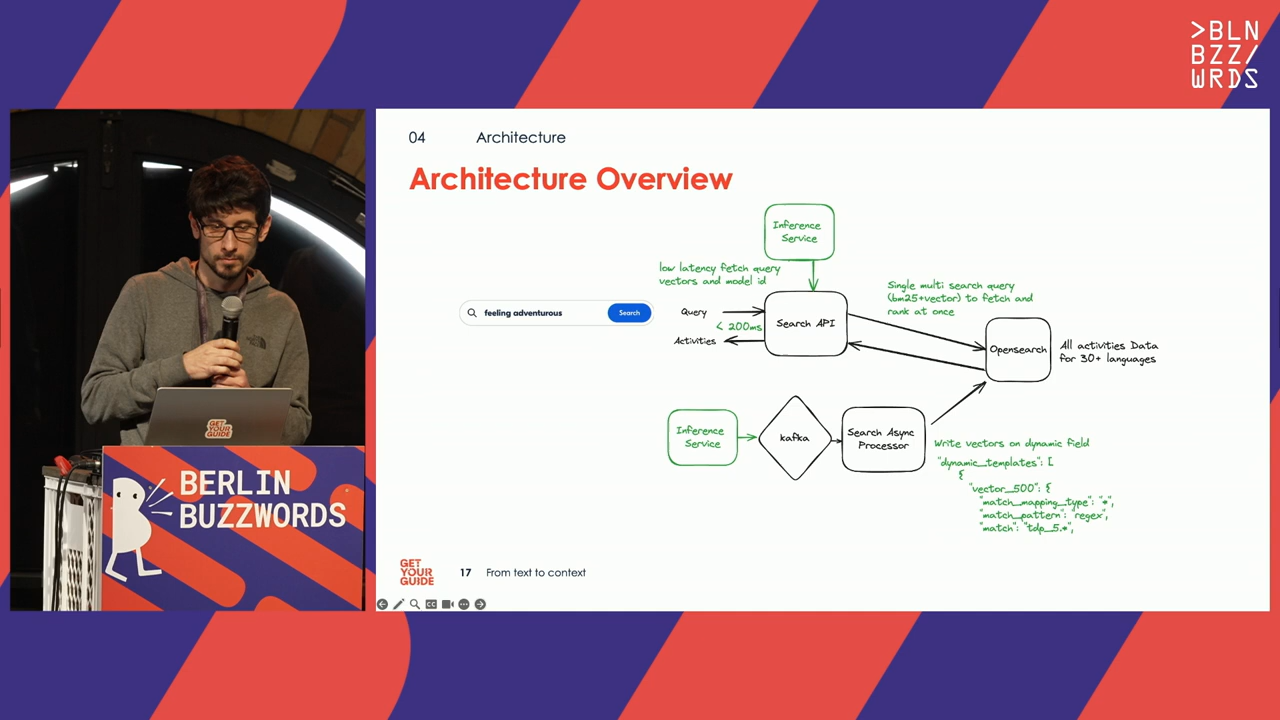 >BLN
BZZ/
WRDS
04 Architecture
Architecture Overview
Inference
Service
low latency fetch query
vectors and model id
Single multi search query
(bm25+vector) to fetch and
rank at once
feeling adventurous
Search
Query
< 200ms
Activities
Search API
Opensearch
All activities Data
for 30+ languages
Inference
Service
kafka
Search Async
Processor
Write vectors on dynamic field
"dynamic_templates": [
{
"vector_500": {
"match_mapping_type": "*",
"match_pattern": "regex",
"match": "tdp_5.*",
GET
YOUR
GUIDE
17 From text to context
CC
GET
YOUR
GUIDE
BERLIN
BUZZWORDS